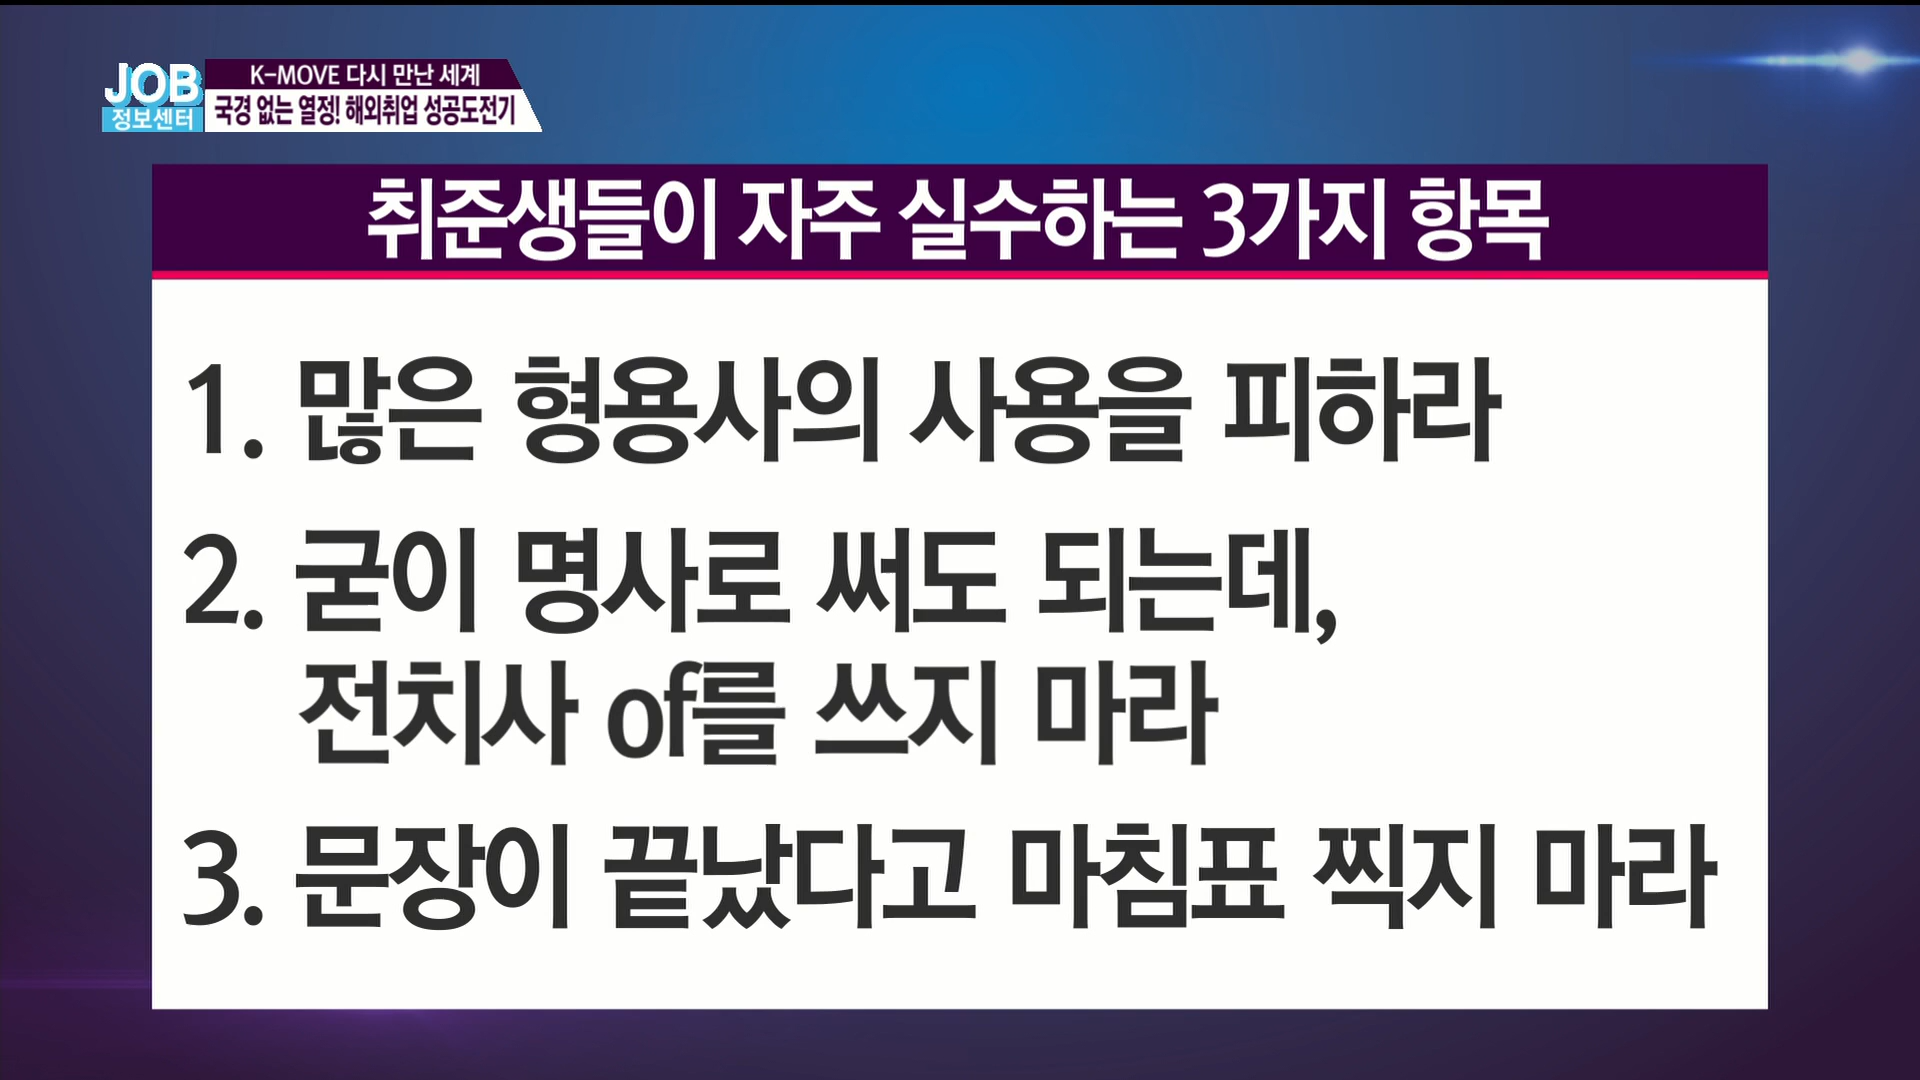 JOB
정보센터
K-MOVE 다시 만난 세계
국경 없는 열정! 해외취업 성공도전기
취준생들이 자주 실수하는 3가지 항목
1. 많은 형용사의 사용을 피하라
2. 굳이 명사로 써도 되는데,
전치사 of를 쓰지 마라
3. 문장이 끝났다고 마침표 찍지 마라